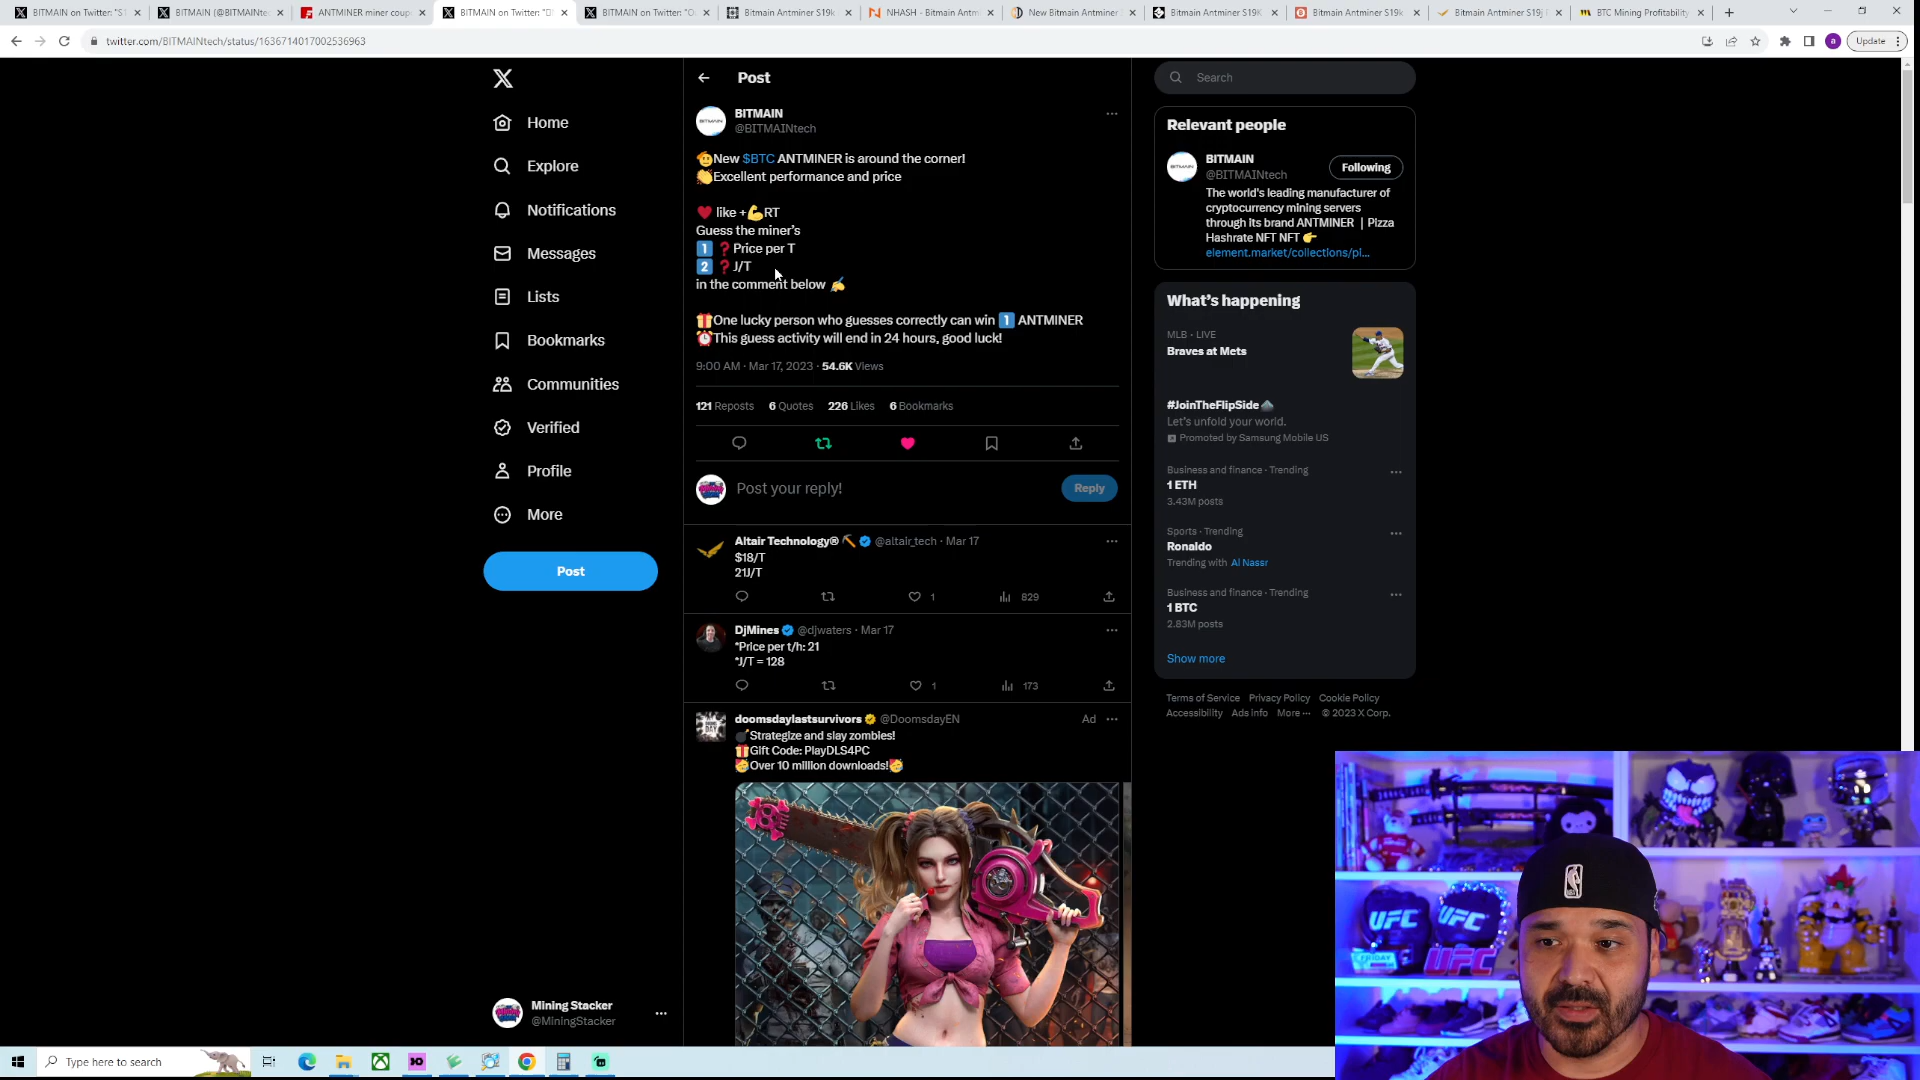 BITMAIN on Twitter: "S1
BITMAIN (@BITMAINtec
ANTMINER miner coup
BITMAIN on Twitter: "
BITMAIN on Twitter:
Bitmain Antminer S19k
NHASH - Bitmain Antm
New Bitmain Antminer
Bitmain Antminer S19K
Bitmain Antminer S19k
Bitmain Antminer S19j
BTC Mining Profitability
twitter.com/BITMAINtech/status/1636714017002536963
a
Update
Home
Explore
Notifications
Messages
Lists
Bookmarks
Communities
Verified
Profile
More
Post
Mining Stacker
@MiningStacker
Post
BITMAIN
BITMAIN
@BITMAINtech
🫡New $BTC ANTMINER is around the corner!
👏Excellent performance and price
❤️ like +💪RT
Guess the miner's
1️⃣ ❓Price per T
2️⃣ ❓J/T
in the comment below ✍️
🎁One lucky person who guesses correctly can win 1️⃣ ANTMINER
⏰This guess activity will end in 24 hours, good luck!
9:00 AM · Mar 17, 2023 · 54.6K Views
121 Reposts 6 Quotes 226 Likes 6 Bookmarks
Post your reply!
Reply
Altair Technology® ⛏️ @altair_tech · Mar 17
$18/T
21J/T
1
829
DjMines @djwaters · Mar 17
*Price per t/h: 21
*J/T = 128
1
173
doomsdaylastsurvivors @DoomsdayEN
Ad
💣Strategize and slay zombies!
🎁Gift Code: PlayDLS4PC
🥳Over 10 million downloads!🥳
Search
Relevant people
BITMAIN
BITMAIN
@BITMAINtech
Following
The world's leading manufacturer of
cryptocurrency mining servers
through its brand ANTMINER | Pizza
Hashrate NFT NFT 👉
element.market/collections/pi...
What's happening
MLB · LIVE
Braves at Mets
#JoinTheFlipSide
Let's unfold your world.
Promoted by Samsung Mobile US
Business and finance · Trending
1 ETH
3.43M posts
Sports · Trending
Ronaldo
Trending with Al Nassr
Business and finance · Trending
1 BTC
2.83M posts
Show more
Terms of Service Privacy Policy Cookie Policy
Accessibility Ads info More ··· © 2023 X Corp.
UFC
UFC
UFC
NBA
Type here to search